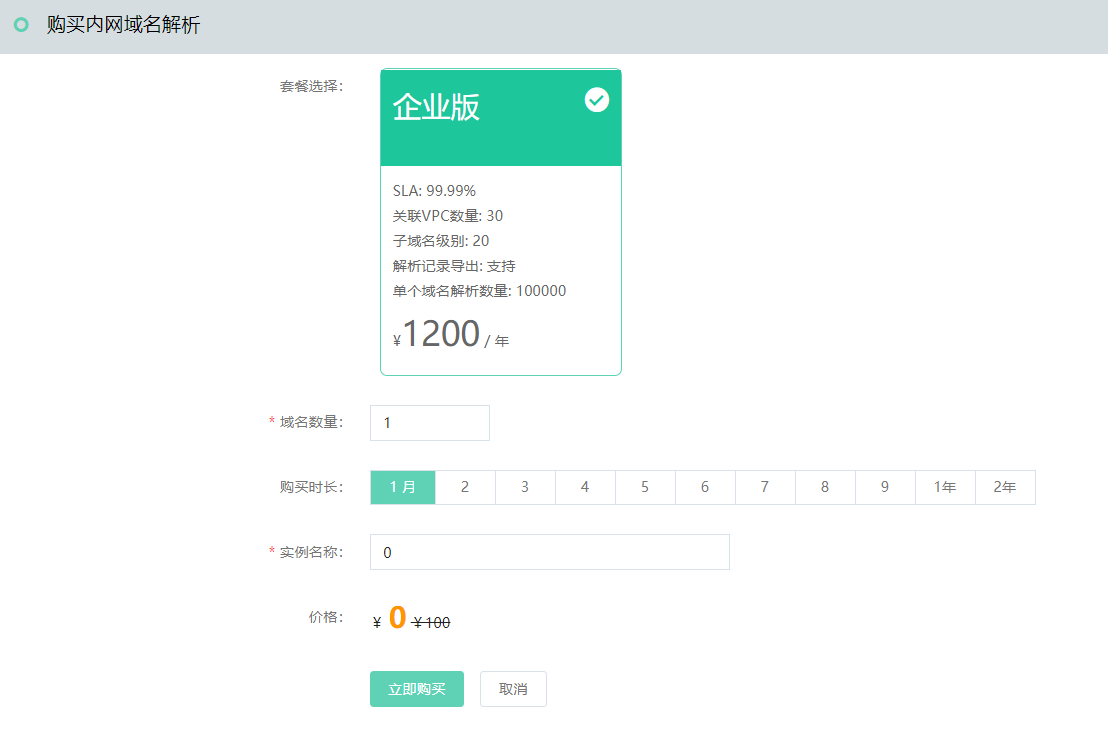 购买内网域名解析
套餐选择：
企业版
SLA: 99.99%
关联VPC数量: 30
子域名级别: 20
解析记录导出: 支持
单个域名解析数量: 100000
¥1200 / 年
* 域名数量： 1
购买时长： 1 月 2 3 4 5 6 7 8 9 1年 2年
* 实例名称： 0
价格： ¥ 0 ¥100
立即购买 取消